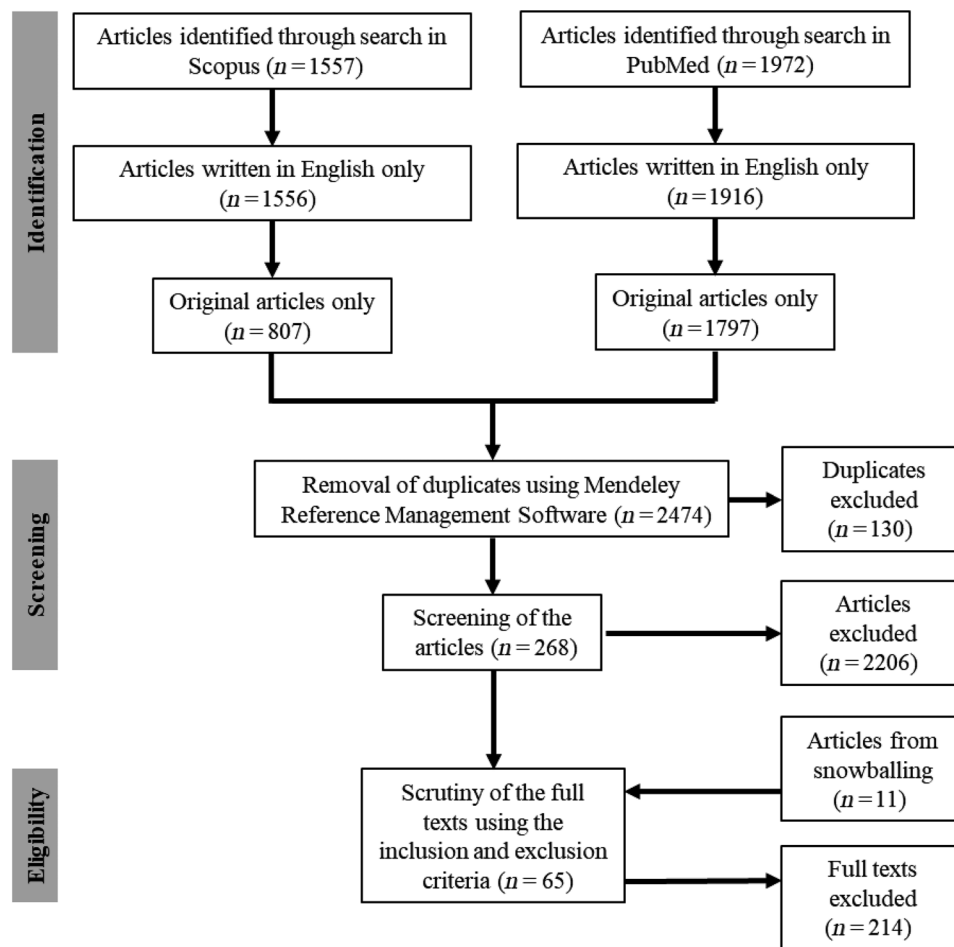 Identification
Articles identified through search in
Scopus (n=1557)
Articles identified through search in
PubMed (n=1972)
Articles written in English only
(n=1556)
Articles written in English only
(n=1916)
Original articles only
(n=807)
Original articles only
(n=1797)
Screening
Removal of duplicates using Mendeley
Reference Management Software (n=2474)
Duplicates
excluded
(n=130)
Screening of the
articles (n=268)
Articles
excluded
(n=2206)
Eligibility
Articles from
snowballing
(n=11)
Scrutiny of the full
texts using the
inclusion and exclusion
criteria (n=65)
Full texts
excluded
(n=214)